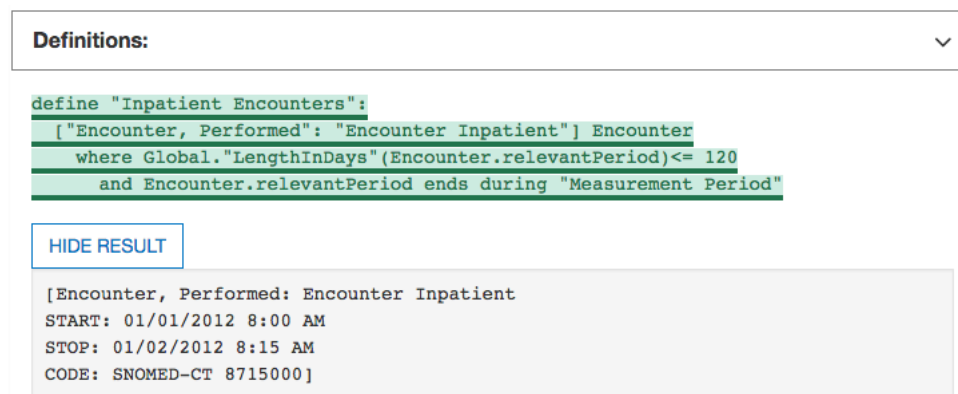 Definitions:
define "Inpatient Encounters":
["Encounter, Performed": "Encounter Inpatient"] Encounter
where Global."LengthInDays"(Encounter.relevantPeriod)<= 120
and Encounter.relevantPeriod ends during "Measurement Period"
HIDE RESULT
[Encounter, Performed: Encounter Inpatient
START: 01/01/2012 8:00 AM
STOP: 01/02/2012 8:15 AM
CODE: SNOMED-CT 8715000]